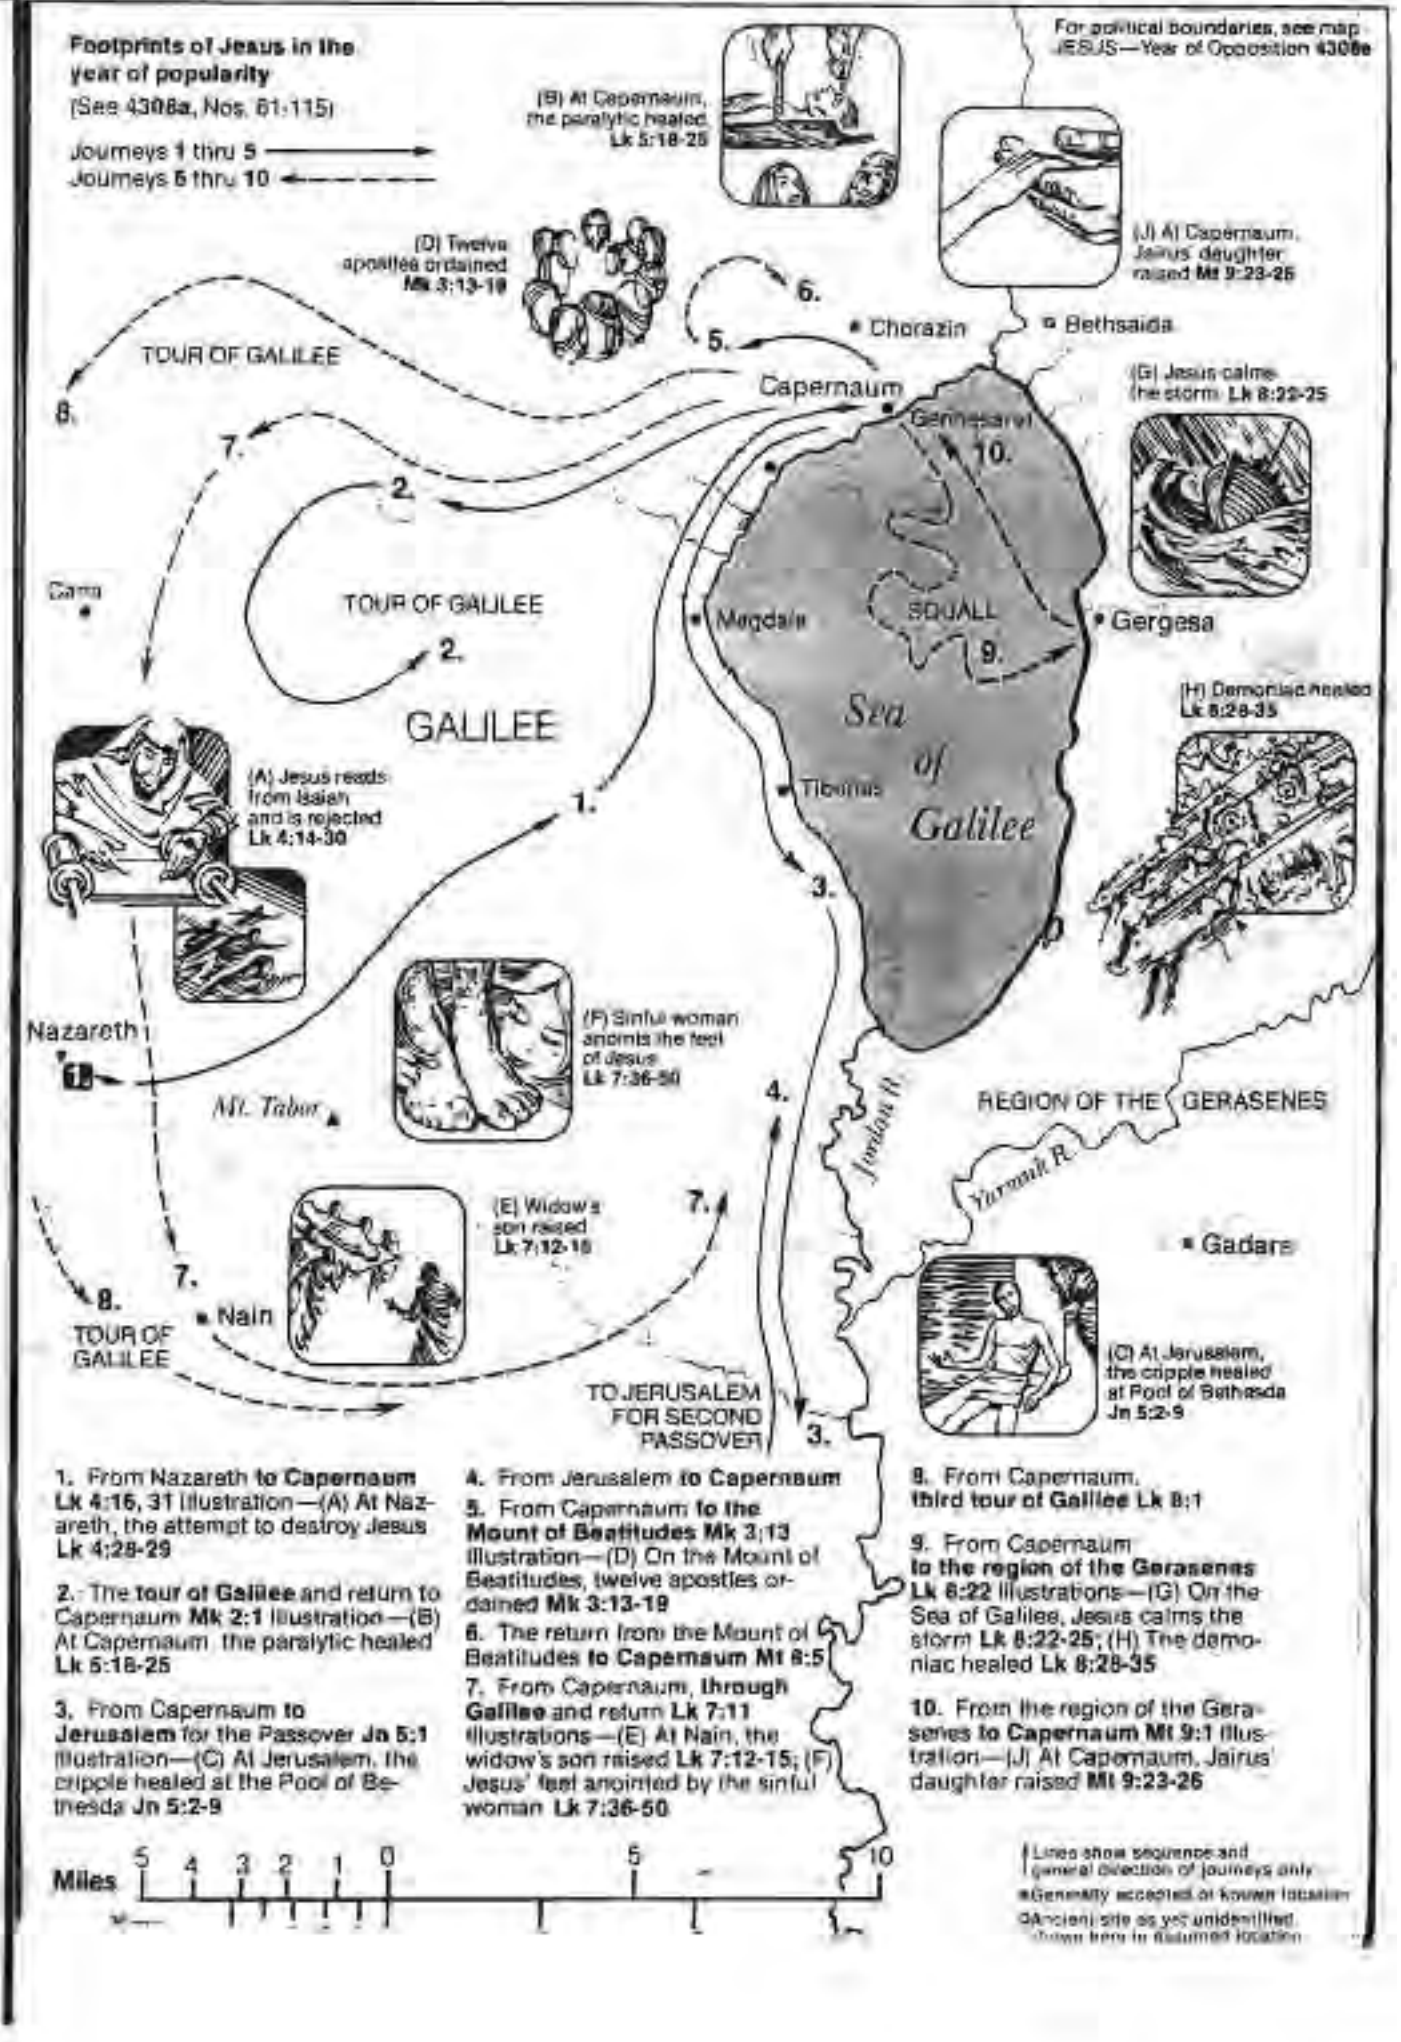 Footprints of Jesus in the
year of popularity
(See 4308a, Nos. 61-115)
Journeys 1 thru 5
Journeys 6 thru 10
For political boundaries, see map
JESUS—Year of Opposition 4308e
(B) At Capernaum,
the paralytic healed
Lk 5:18-25
(J) At Capernaum,
Jairus' daughter
raised Mt 9:23-26
(D) Twelve
apostles ordained
Mk 3:13-19
6.
5.
Chorazin
Bethsaida
TOUR OF GALILEE
8.
Capernaum
Gennesaret
10.
(G) Jesus calms
the storm Lk 8:22-25
7.
2.
Cana
TOUR OF GALILEE
2.
Magdala
SQUALL
9.
Gergesa
GALILEE
Sea
of
Galilee
(H) Demoniac healed
Lk 8:28-35
(A) Jesus reads
from Isaiah
and is rejected
Lk 4:14-30
1.
Tiberias
3.
Nazareth
1.
Mt. Tabor
(F) Sinful woman
anoints the feet
of Jesus
Lk 7:36-50
4.
Jordan R.
REGION OF THE GERASENES
Yarmuk R.
(E) Widow's
son raised
Lk 7:12-15
7.
Gadara
8.
7.
Nain
TOUR OF
GALILEE
TO JERUSALEM
FOR SECOND
PASSOVER
3.
(C) At Jerusalem,
the cripple healed
at Pool of Bethesda
Jn 5:2-9
1. From Nazareth to Capernaum
Lk 4:16, 31 Illustration—(A) At Naz-
areth, the attempt to destroy Jesus
Lk 4:28-29
2. The tour of Galilee and return to
Capernaum Mk 2:1 Illustration—(B)
At Capernaum, the paralytic healed
Lk 5:18-25
3. From Capernaum to
Jerusalem for the Passover Jn 5:1
Illustration—(C) At Jerusalem, the
cripple healed at the Pool of Be-
thesda Jn 5:2-9
4. From Jerusalem to Capernaum
5. From Capernaum to the
Mount of Beatitudes Mk 3:13
Illustration—(D) On the Mount of
Beatitudes, twelve apostles or-
dained Mk 3:13-19
6. The return from the Mount of
Beatitudes to Capernaum Mt 8:5
7. From Capernaum, through
Galilee and return Lk 7:11
Illustrations—(E) At Nain, the
widow's son raised Lk 7:12-15; (F)
Jesus' feet anointed by the sinful
woman Lk 7:36-50
8. From Capernaum,
third tour of Galilee Lk 8:1
9. From Capernaum
to the region of the Gerasenes
Lk 8:22 Illustrations—(G) On the
Sea of Galilee, Jesus calms the
storm Lk 8:22-25; (H) The demo-
niac healed Lk 8:28-35
10. From the region of the Gera-
senes to Capernaum Mt 9:1 Illus-
tration—(J) At Capernaum, Jairus'
daughter raised Mt 9:23-26
Miles 5 4 3 2 1 0 5 10
Lines show sequence and
general direction of journeys only
Generally accepted or known location
Ancient site as yet unidentified,
shown here in assumed location